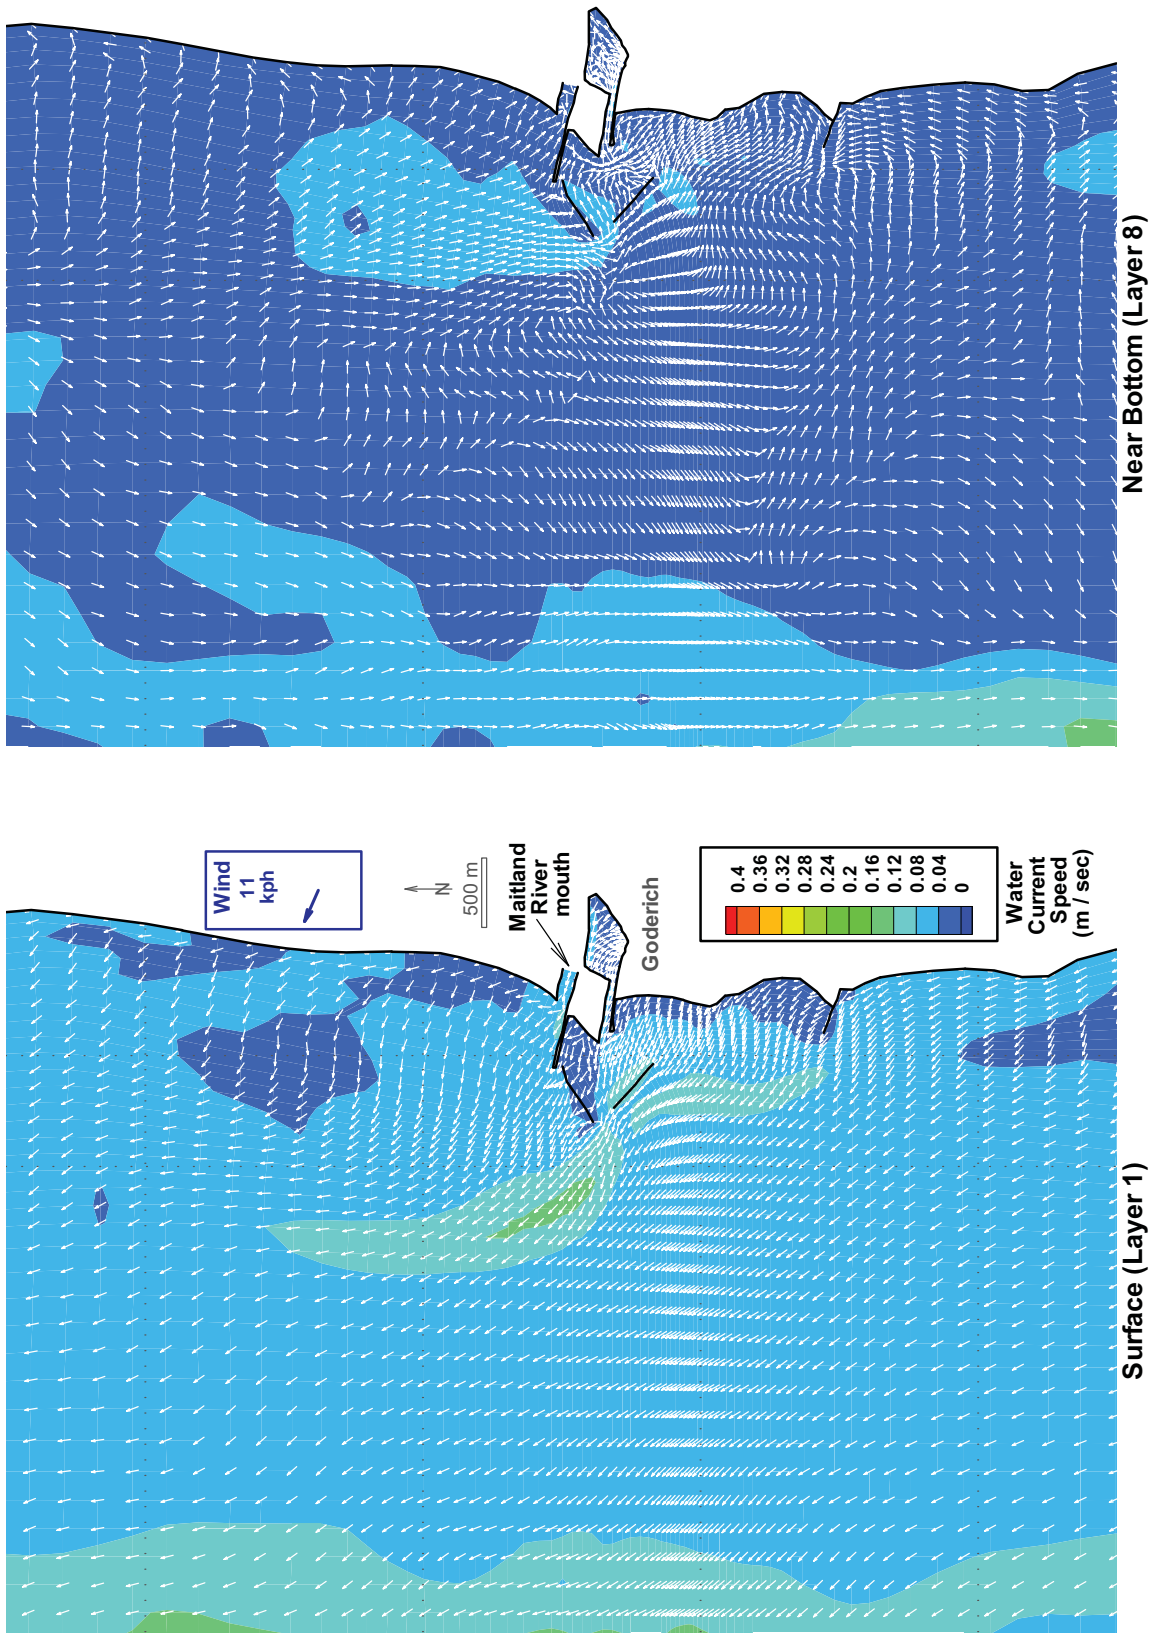 Near Bottom (Layer 8)
Wind
11
kph
N
500 m
Maitland
River
mouth
Goderich
0.4
0.36
0.32
0.28
0.24
0.2
0.16
0.12
0.08
0.04
0
Water
Current
Speed
(m / sec)
Surface (Layer 1)